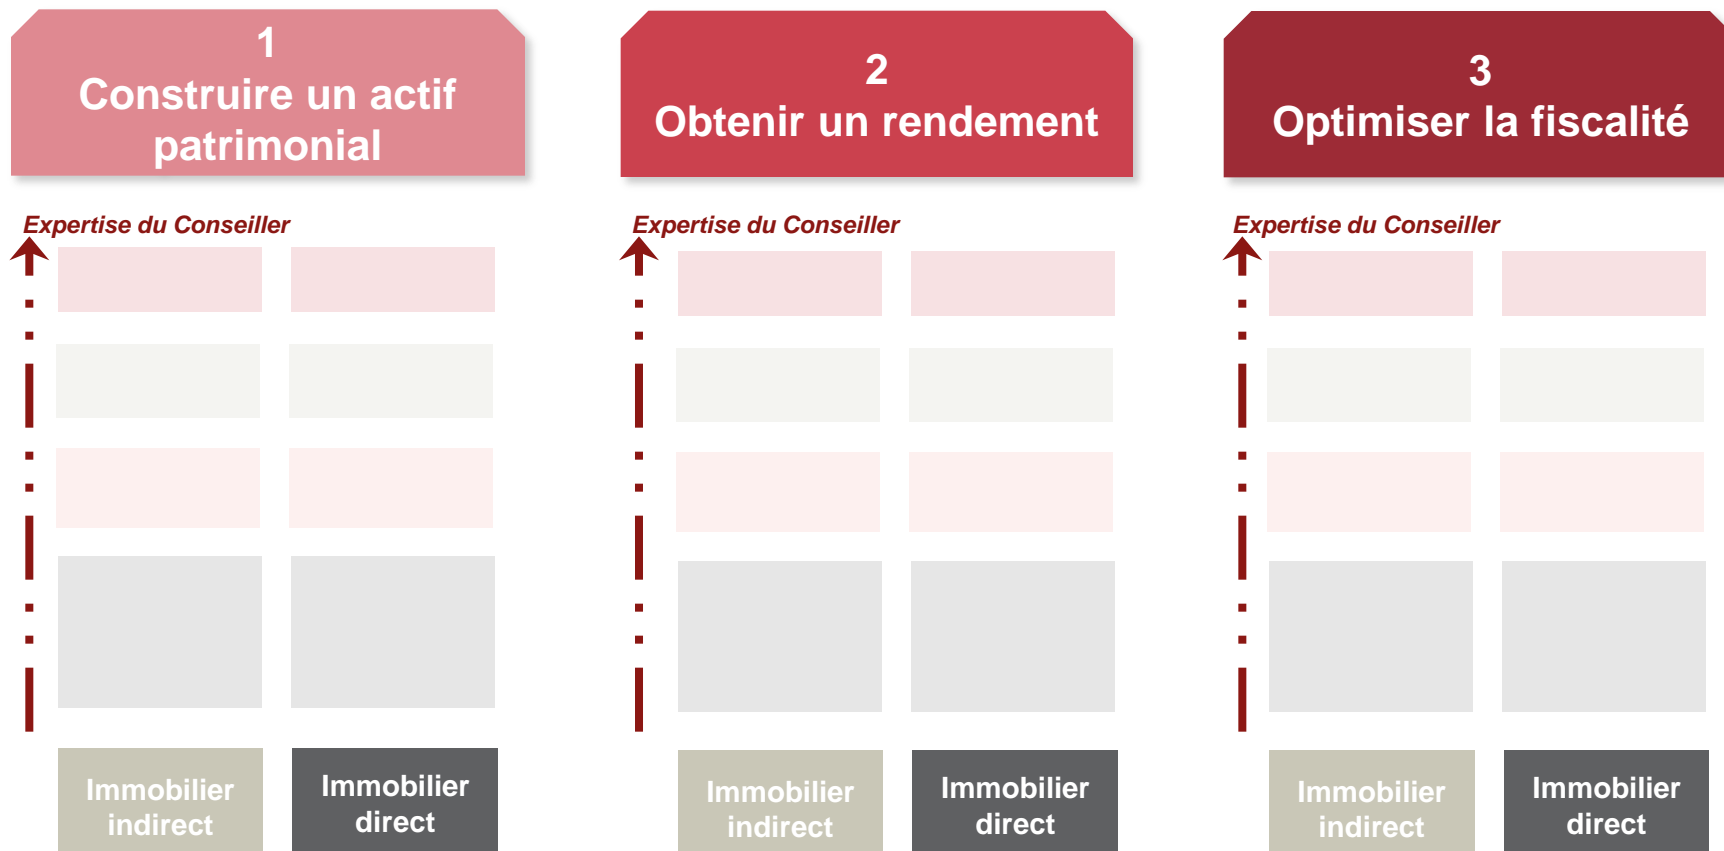 1
Construire un actif
patrimonial
2
Obtenir un rendement
3
Optimiser la fiscalité
Expertise du Conseiller
Expertise du Conseiller
Expertise du Conseiller
Immobilier
indirect
Immobilier
direct
Immobilier
indirect
Immobilier
direct
Immobilier
indirect
Immobilier
direct